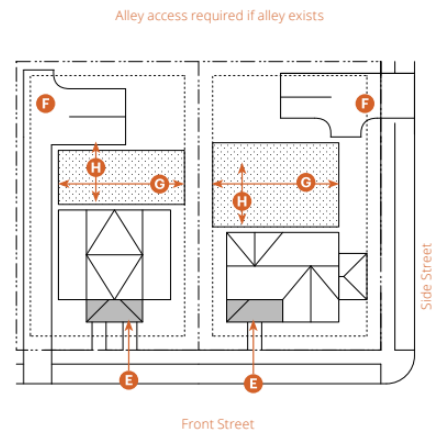 Alley access required if alley exists
F
F
H
G
G
H
Side Street
E
E
Front Street